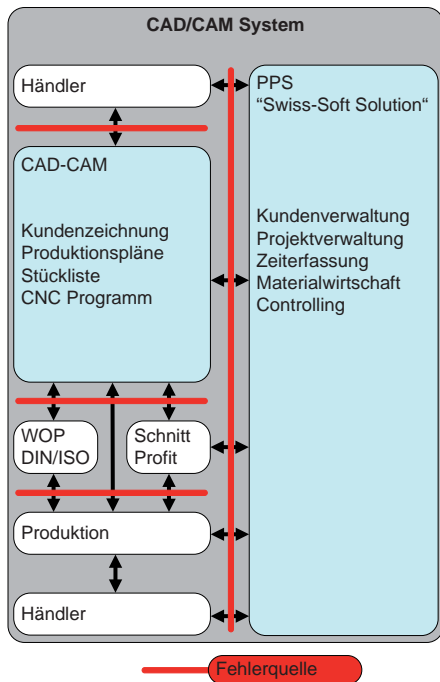 CAD/CAM System
Händler
CAD-CAM
Kundenzeichnung
Produktionspläne
Stückliste
CNC Programm
WOP
DIN/ISO
Schnitt
Profit
Produktion
Händler
PPS
“Swiss-Soft Solution“
Kundenverwaltung
Projektverwaltung
Zeiterfassung
Materialwirtschaft
Controlling
Fehlerquelle